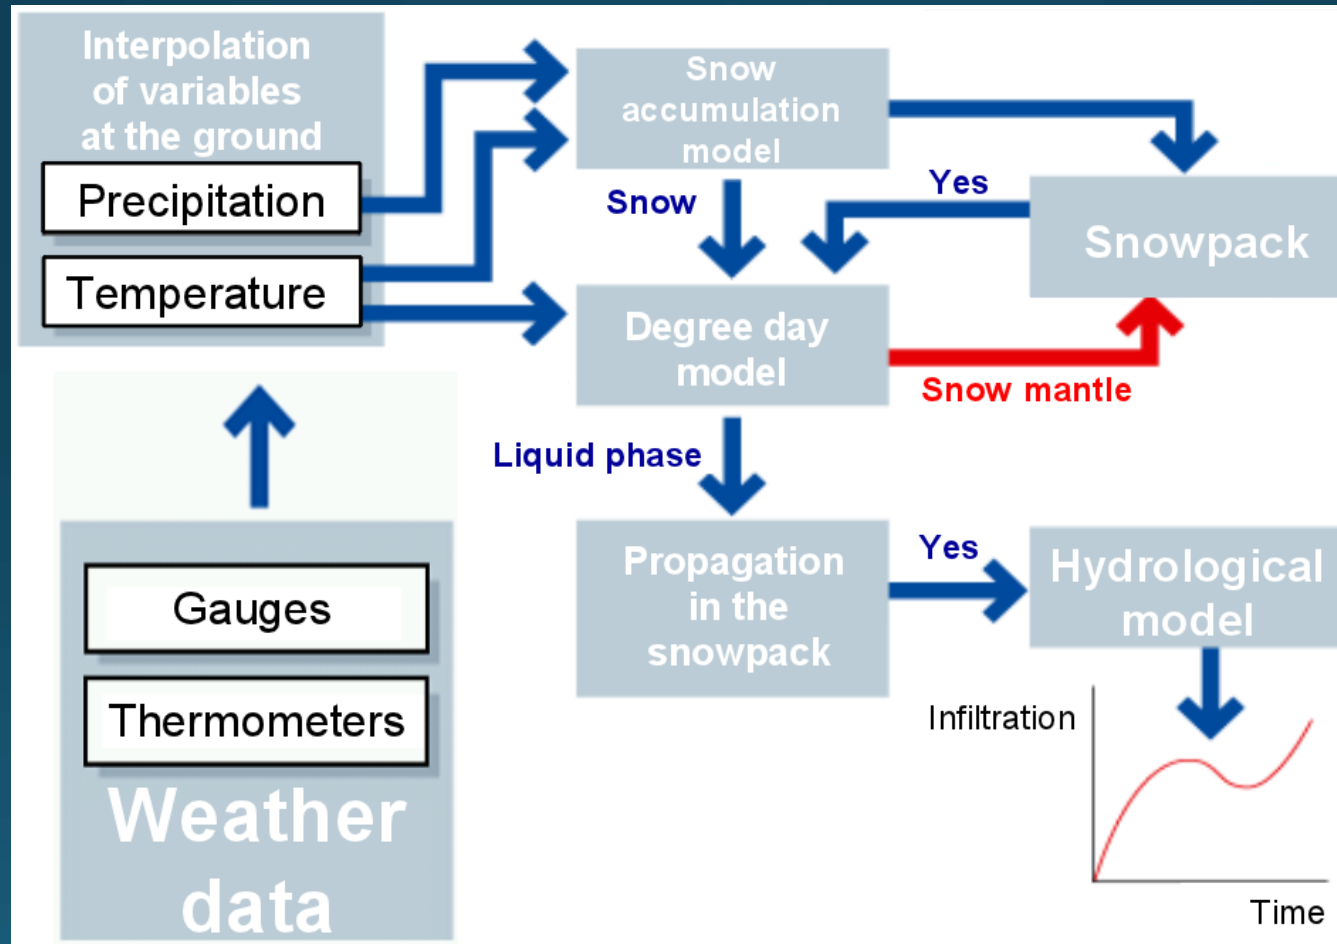 Interpolation
of variables
at the ground
Precipitation
Temperature
Snow
accumulation
model
Snow
Yes
Snowpack
Degree day
model
Snow mantle
Liquid phase
Propagation
in the
snowpack
Yes
Hydrological
model
Gauges
Thermometers
Weather
data
Infiltration
Time